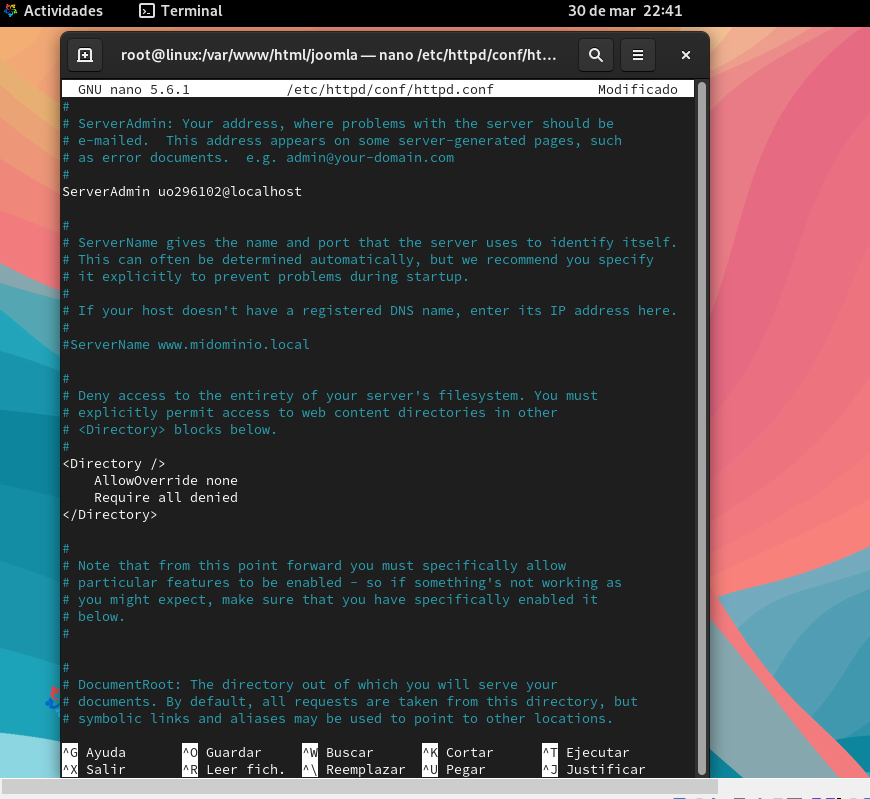 Actividades Terminal 30 de mar 22:41
root@linux:/var/www/html/joomla — nano /etc/httpd/conf/ht…
GNU nano 5.6.1 /etc/httpd/conf/httpd.conf Modificado
#
# ServerAdmin: Your address, where problems with the server should be
# e-mailed.  This address appears on some server-generated pages, such
# as error documents.  e.g. admin@your-domain.com
#
ServerAdmin uo296102@localhost
#
# ServerName gives the name and port that the server uses to identify itself.
# This can often be determined automatically, but we recommend you specify
# it explicitly to prevent problems during startup.
#
# If your host doesn't have a registered DNS name, enter its IP address here.
#
#ServerName www.midominio.local
#
# Deny access to the entirety of your server's filesystem. You must
# explicitly permit access to web content directories in other
# <Directory> blocks below.
#
<Directory />
    AllowOverride none
    Require all denied
</Directory>
#
# Note that from this point forward you must specifically allow
# particular features to be enabled - so if something's not working as
# you might expect, make sure that you have specifically enabled it
# below.
#
#
# DocumentRoot: The directory out of which you will serve your
# documents. By default, all requests are taken from this directory, but
# symbolic links and aliases may be used to point to other locations.
^G Ayuda ^O Guardar ^W Buscar ^K Cortar ^T Ejecutar
^X Salir ^R Leer fich. ^\ Reemplazar ^U Pegar ^J Justificar